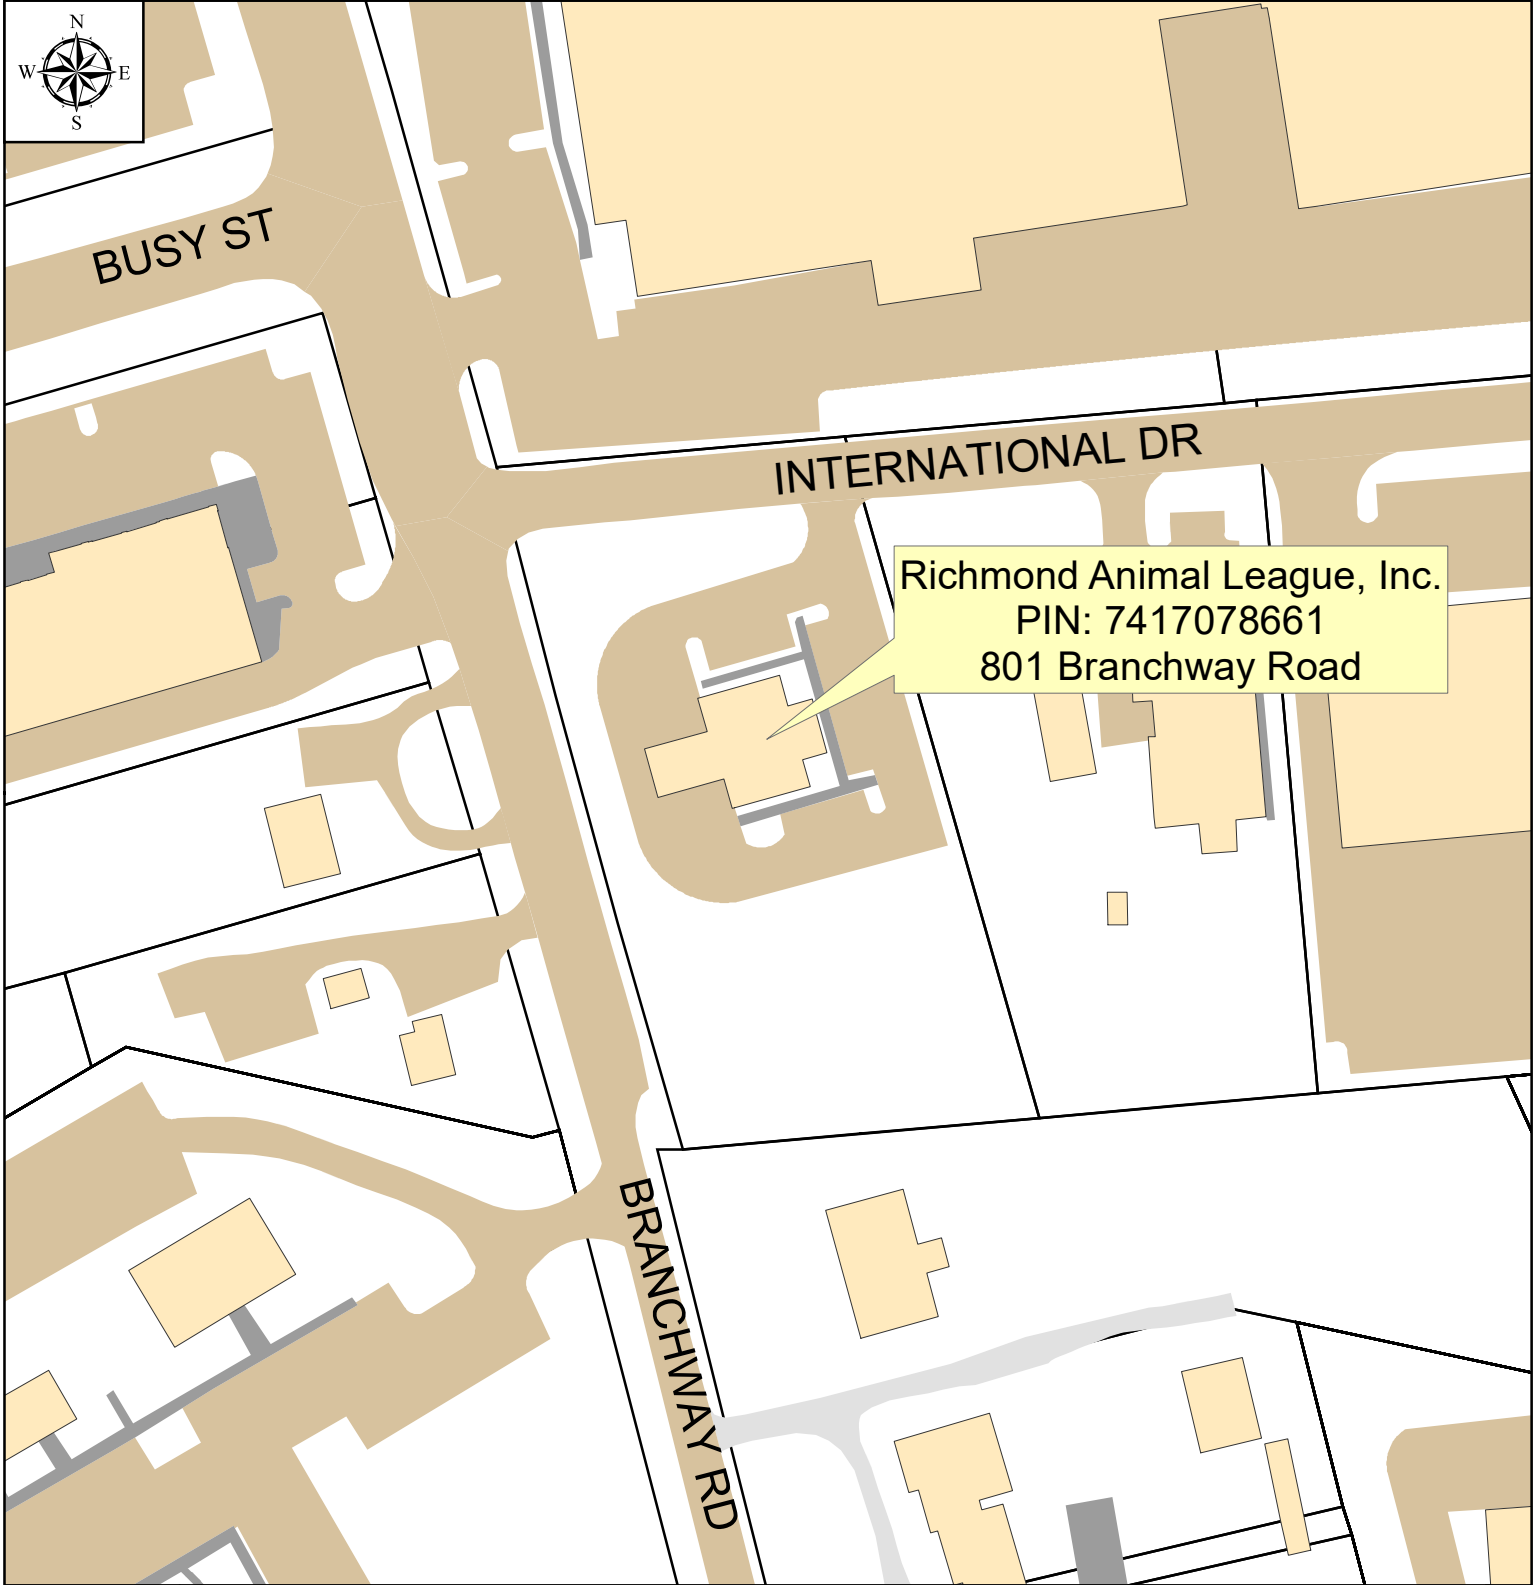 N
W E
S
BUSY ST
INTERNATIONAL DR
Richmond Animal League, Inc.
PIN: 7417078661
801 Branchway Road
BRANCHWAY RD